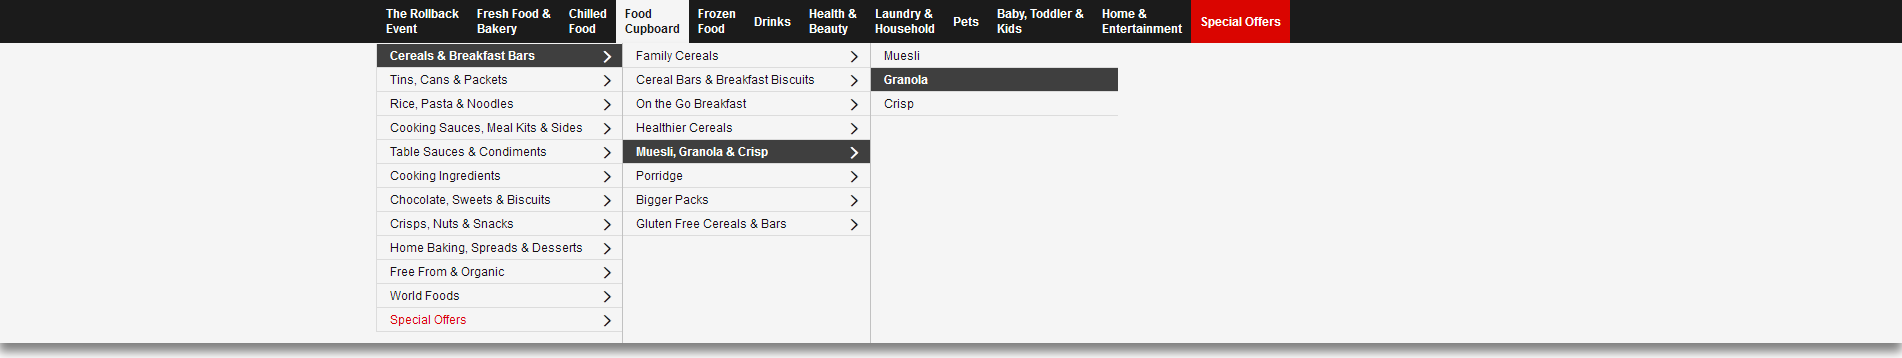 The Rollback
Event
Fresh Food &
Bakery
Chilled
Food
Food
Cupboard
Frozen
Food
Drinks
Health &
Beauty
Laundry &
Household
Pets
Baby, Toddler &
Kids
Home &
Entertainment
Special Offers
Cereals & Breakfast Bars
Tins, Cans & Packets
Rice, Pasta & Noodles
Cooking Sauces, Meal Kits & Sides
Table Sauces & Condiments
Cooking Ingredients
Chocolate, Sweets & Biscuits
Crisps, Nuts & Snacks
Home Baking, Spreads & Desserts
Free From & Organic
World Foods
Special Offers
Family Cereals
Cereal Bars & Breakfast Biscuits
On the Go Breakfast
Healthier Cereals
Muesli, Granola & Crisp
Porridge
Bigger Packs
Gluten Free Cereals & Bars
Muesli
Granola
Crisp